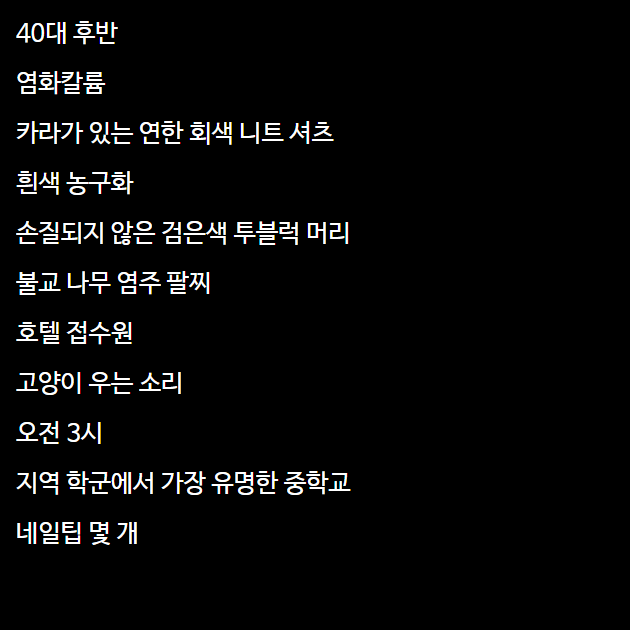 40대 후반
염화칼륨
카라가 있는 연한 회색 니트 셔츠
흰색 농구화
손질되지 않은 검은색 투블럭 머리
불교 나무 염주 팔찌
호텔 접수원
고양이 우는 소리
오전 3시
지역 학군에서 가장 유명한 중학교
네일팁 몇 개